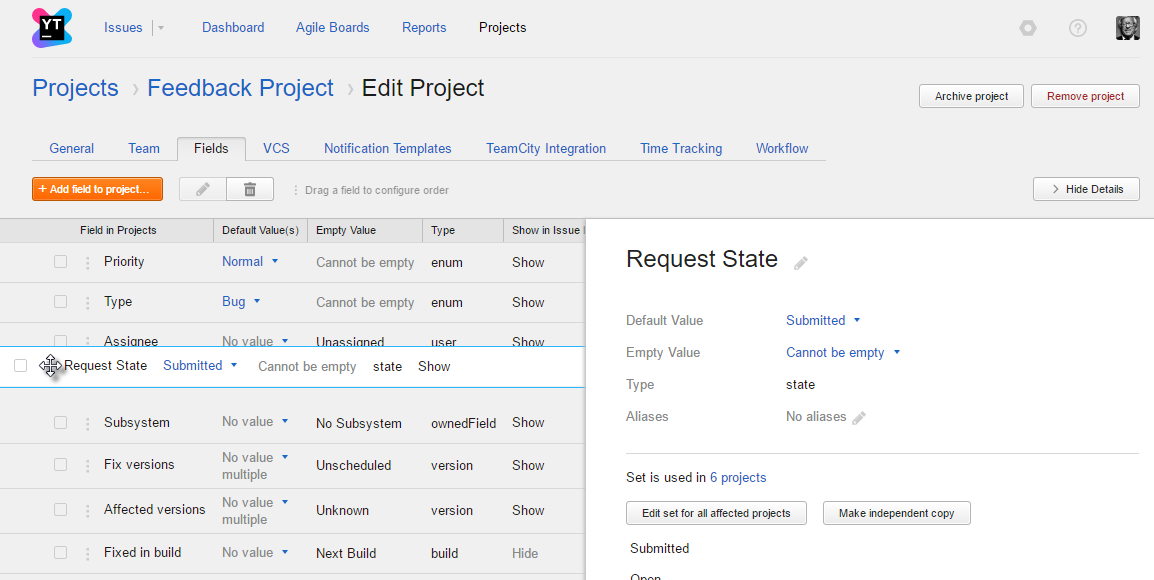 YT
Issues Dashboard Agile Boards Reports Projects
Projects › Feedback Project › Edit Project
Archive project Remove project
General Team Fields VCS Notification Templates TeamCity Integration Time Tracking Workflow
+ Add field to project... Drag a field to configure order > Hide Details
Field in Projects Default Value(s) Empty Value Type Show in Issue
Priority Normal Cannot be empty enum Show
Type Bug Cannot be empty enum Show
Assignee No value Unassigned user Show
Request State Submitted Cannot be empty state Show
Subsystem No value No Subsystem ownedField Show
Fix versions No value multiple Unscheduled version Show
Affected versions No value multiple Unknown version Show
Fixed in build No value Next Build build Hide
Request State
Default Value Submitted
Empty Value Cannot be empty
Type state
Aliases No aliases
Set is used in 6 projects
Edit set for all affected projects Make independent copy
Submitted
Open